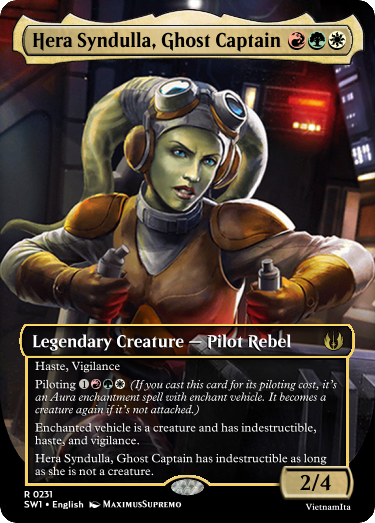 Hera Syndulla, Ghost Captain
Legendary Creature — Pilot Rebel
Haste, Vigilance
Piloting 1 (If you cast this card for its piloting cost, it's
an Aura enchantment spell with enchant vehicle. It becomes a
creature again if it's not attached.)
Enchanted vehicle is a creature and has indestructible,
haste, and vigilance.
Hera Syndulla, Ghost Captain has indestructible as long
as she is not a creature.
2/4
R 0231
SW1 • English MaximusSupremo
VietnamIta